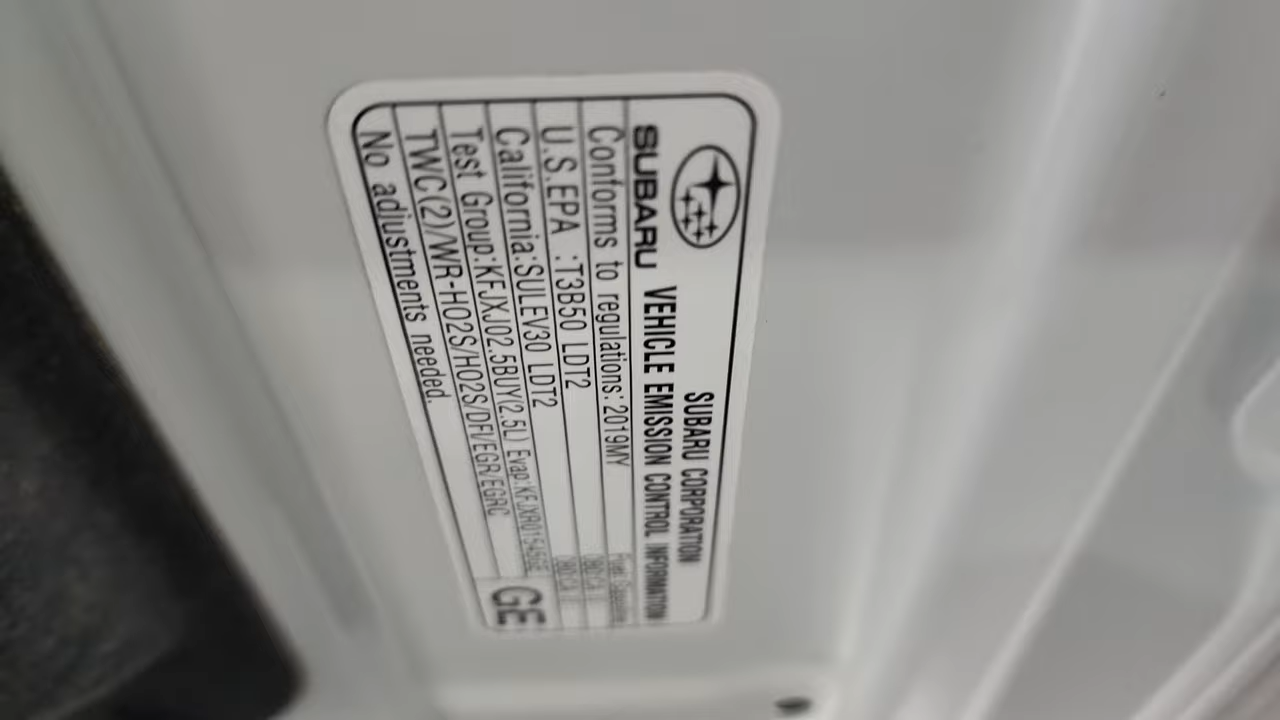 SUBARU CORPORATION
SUBARU VEHICLE EMISSION CONTROL INFORMATION
Conforms to regulations: 2019MY
U.S.EPA :T3B50 LDT2
California:SULEV30 LDT2
Test Group:KFJXJ02.5BUY(2.5L) Evap:
TWC(2)/WR-HO2S/HO2S/DFI/EGR/EGRC
No adjustments needed.
GE